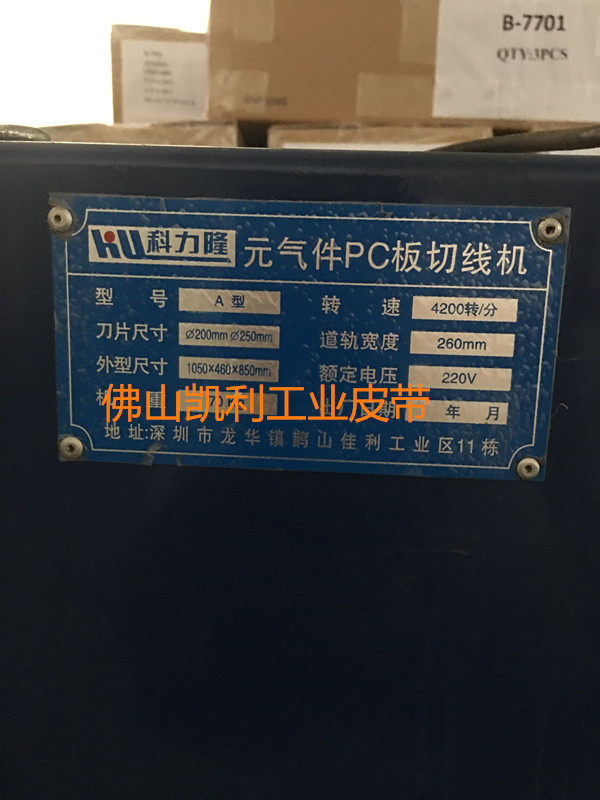 B-7701
QTY:3PCS
科力隆 元气件PC板切线机
型号 A型 转速 4200转/分
刀片尺寸 Ø200mm Ø250mm 道轨宽度 260mm
外型尺寸 1050×460×850mm 额定电压 220V
年 月
佛山凯利工业皮带
地址:深圳市龙华镇鹊山佳利工业区11栋